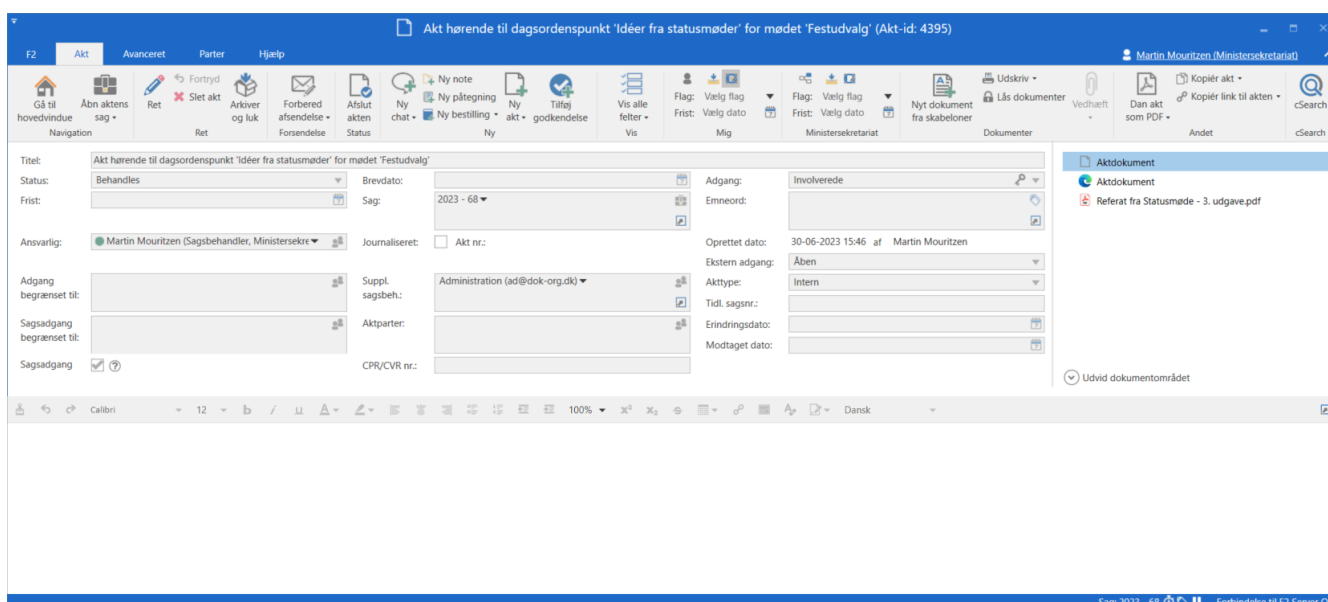 Akt hørende til dagsordenspunkt 'Idéer fra statusmøder' for mødet 'Festudvalg' (Akt-id: 4395)
F2 Akt Avanceret Parter Hjælp Martin Mouritzen (Ministersekretariat)
Gå til hovedvindue
Åbn aktens sag
Navigation
Ret
Fortryd
Slet akt
Arkiver og luk
Ret
Forbered afsendelse
Forsendelse
Afslut akten
Status
Ny chat
Ny note
Ny påtegning
Ny bestilling
Ny akt
Tilføj godkendelse
Ny
Vis alle felter
Vis
Flag: Vælg flag
Frist: Vælg dato
Mig
Flag: Vælg flag
Frist: Vælg dato
Ministersekretariat
Nyt dokument fra skabeloner
Udskriv
Lås dokumenter
Vedhæft
Dokumenter
Dan akt som PDF
Kopiér akt
Kopiér link til akten
Andet
cSearch
cSearch
Titel: Akt hørende til dagsordenspunkt 'Idéer fra statusmøder' for mødet 'Festudvalg'
Status: Behandles Brevdato: Adgang: Involverede
Frist: Sag: 2023 - 68 Emneord:
Ansvarlig: Martin Mouritzen (Sagsbehandler, Ministersekre Journaliseret: Akt nr.: Oprettet dato: 30-06-2023 15:46 af Martin Mouritzen
Ekstern adgang: Åben
Adgang begrænset til: Suppl. sagsbeh.: Administration (ad@dok-org.dk) Akttype: Intern
Tidl. sagsnr.:
Sagsadgang begrænset til: Aktparter: Erindringsdato:
Modtaget dato:
Sagsadgang CPR/CVR nr.:
Aktdokument
Aktdokument
Referat fra Statusmøde - 3. udgave.pdf
Udvid dokumentområdet
Calibri 12 b i u A 100% x² x₂ Dansk
Sag: 2023 - 68 Forbindelse til F2 Server